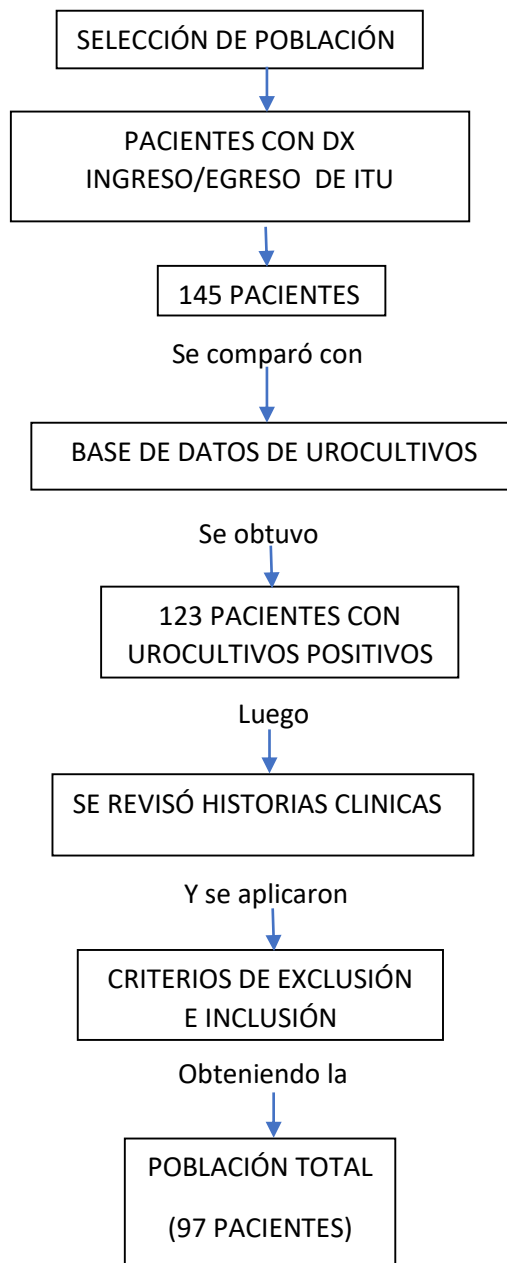 SELECCIÓN DE POBLACIÓN
PACIENTES CON DX
INGRESO/EGRESO DE ITU
145 PACIENTES
Se comparó con
BASE DE DATOS DE UROCULTIVOS
Se obtuvo
123 PACIENTES CON
UROCULTIVOS POSITIVOS
Luego
SE REVISÓ HISTORIAS CLINICAS
Y se aplicaron
CRITERIOS DE EXCLUSIÓN
E INCLUSIÓN
Obteniendo la
POBLACIÓN TOTAL
(97 PACIENTES)